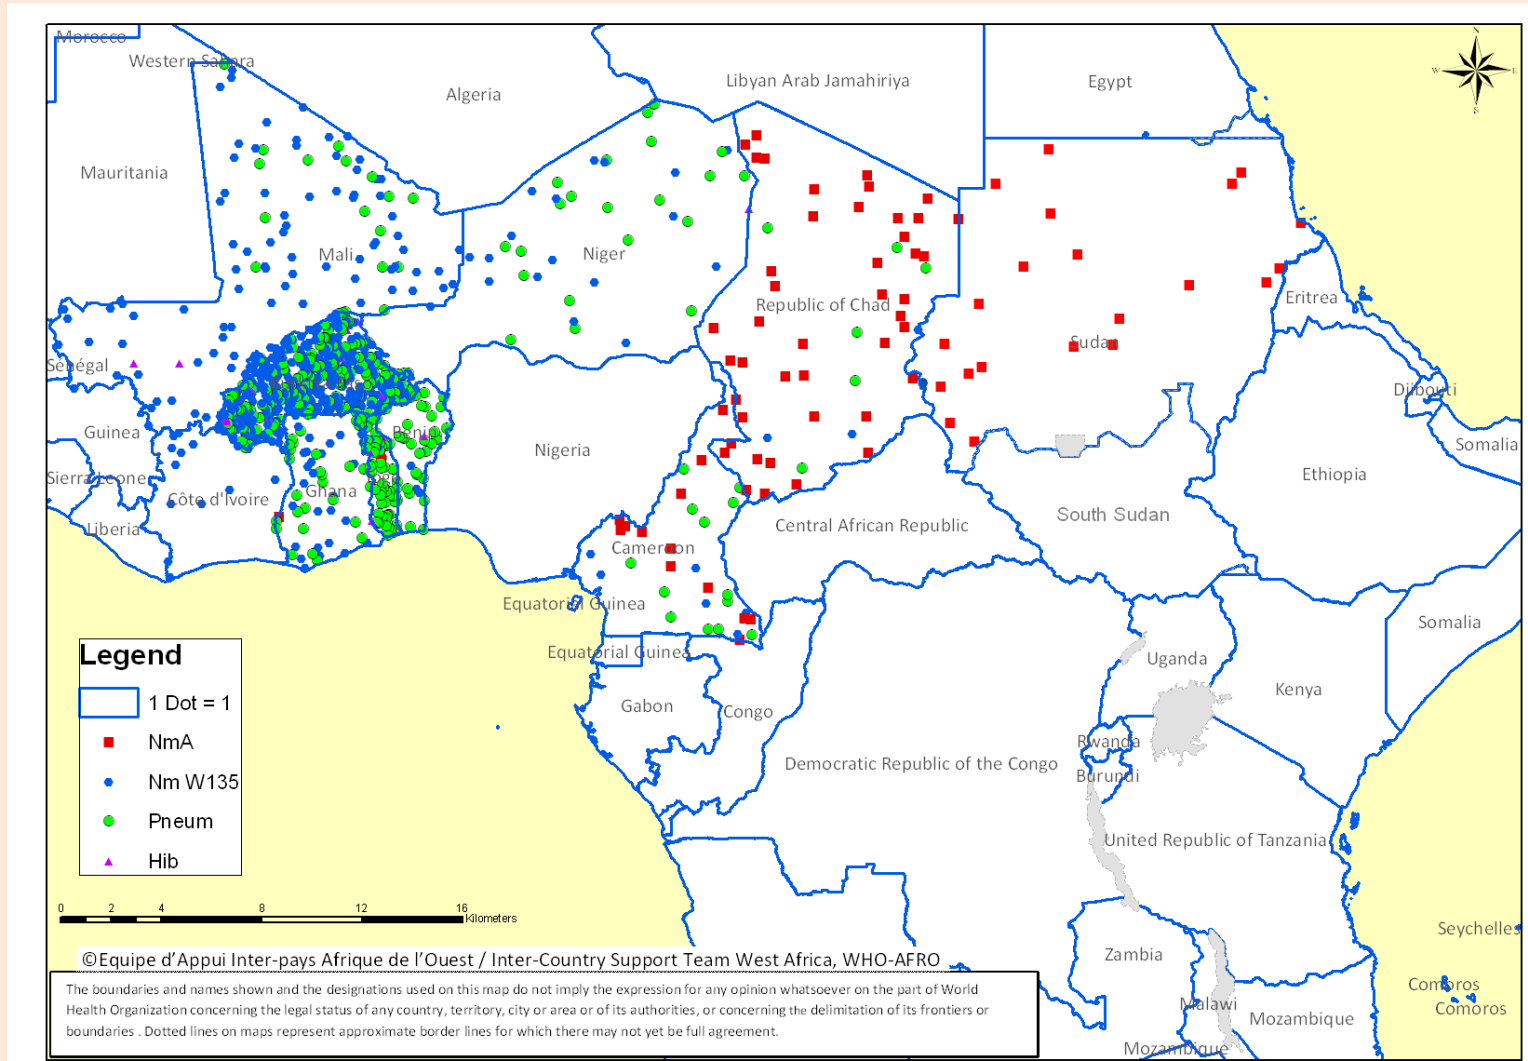 Morocco
Western Sahara
Algeria
Libyan Arab Jamahiriya
Egypt
N
W
E
S
Mauritania
Mali
Niger
Republic of Chad
Sudan
Eritrea
Sénégal
Djibouti
Guinea
Benin
Nigeria
Somalia
Sierra Leone
Côte d'Ivoire
Ghana
Ethiopia
Liberia
Central African Republic
South Sudan
Cameroon
Equatorial Guinea
Somalia
Equatorial Guinea
Uganda
Kenya
Gabon
Congo
Rwanda
Democratic Republic of the Congo
Burundi
United Republic of Tanzania
Legend
1 Dot = 1
NmA
Nm W135
Pneum
Hib
0 2 4 8 12 16
Kilometers
Seychelles
Zambia
Comoros
Comoros
Malawi
Mozambique
Mozambique
©Equipe d'Appui Inter-pays Afrique de l'Ouest / Inter-Country Support Team West Africa, WHO-AFRO
The boundaries and names shown and the designations used on this map do not imply the expression for any opinion whatsoever on the part of World
Health Organization concerning the legal status of any country, territory, city or area or of its authorities, or concerning the delimitation of its frontiers or
boundaries . Dotted lines on maps represent approximate border lines for which there may not yet be full agreement.